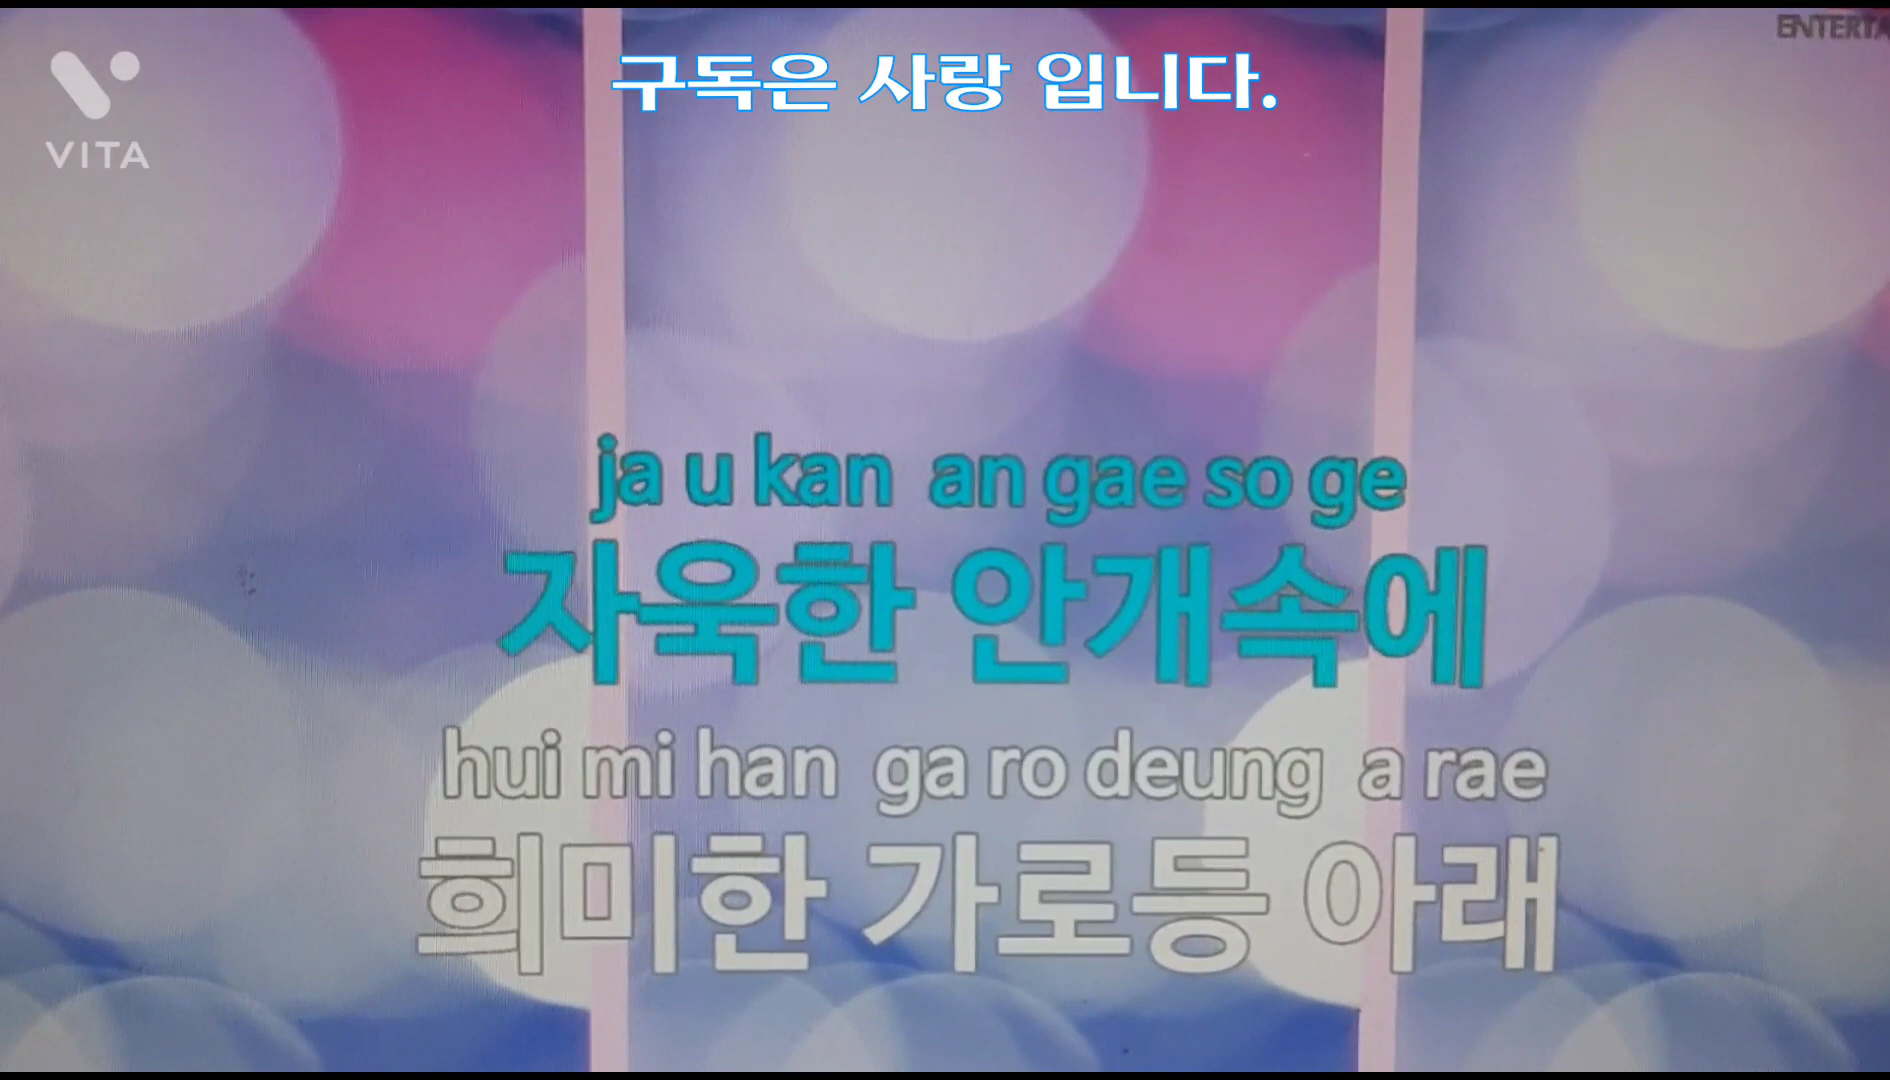 ENTERTA
구독은 사랑 입니다.
VITA
ja u kan an gae so ge
자욱한 안개속에
hui mi han ga ro deung a rae
희미한 가로등 아래